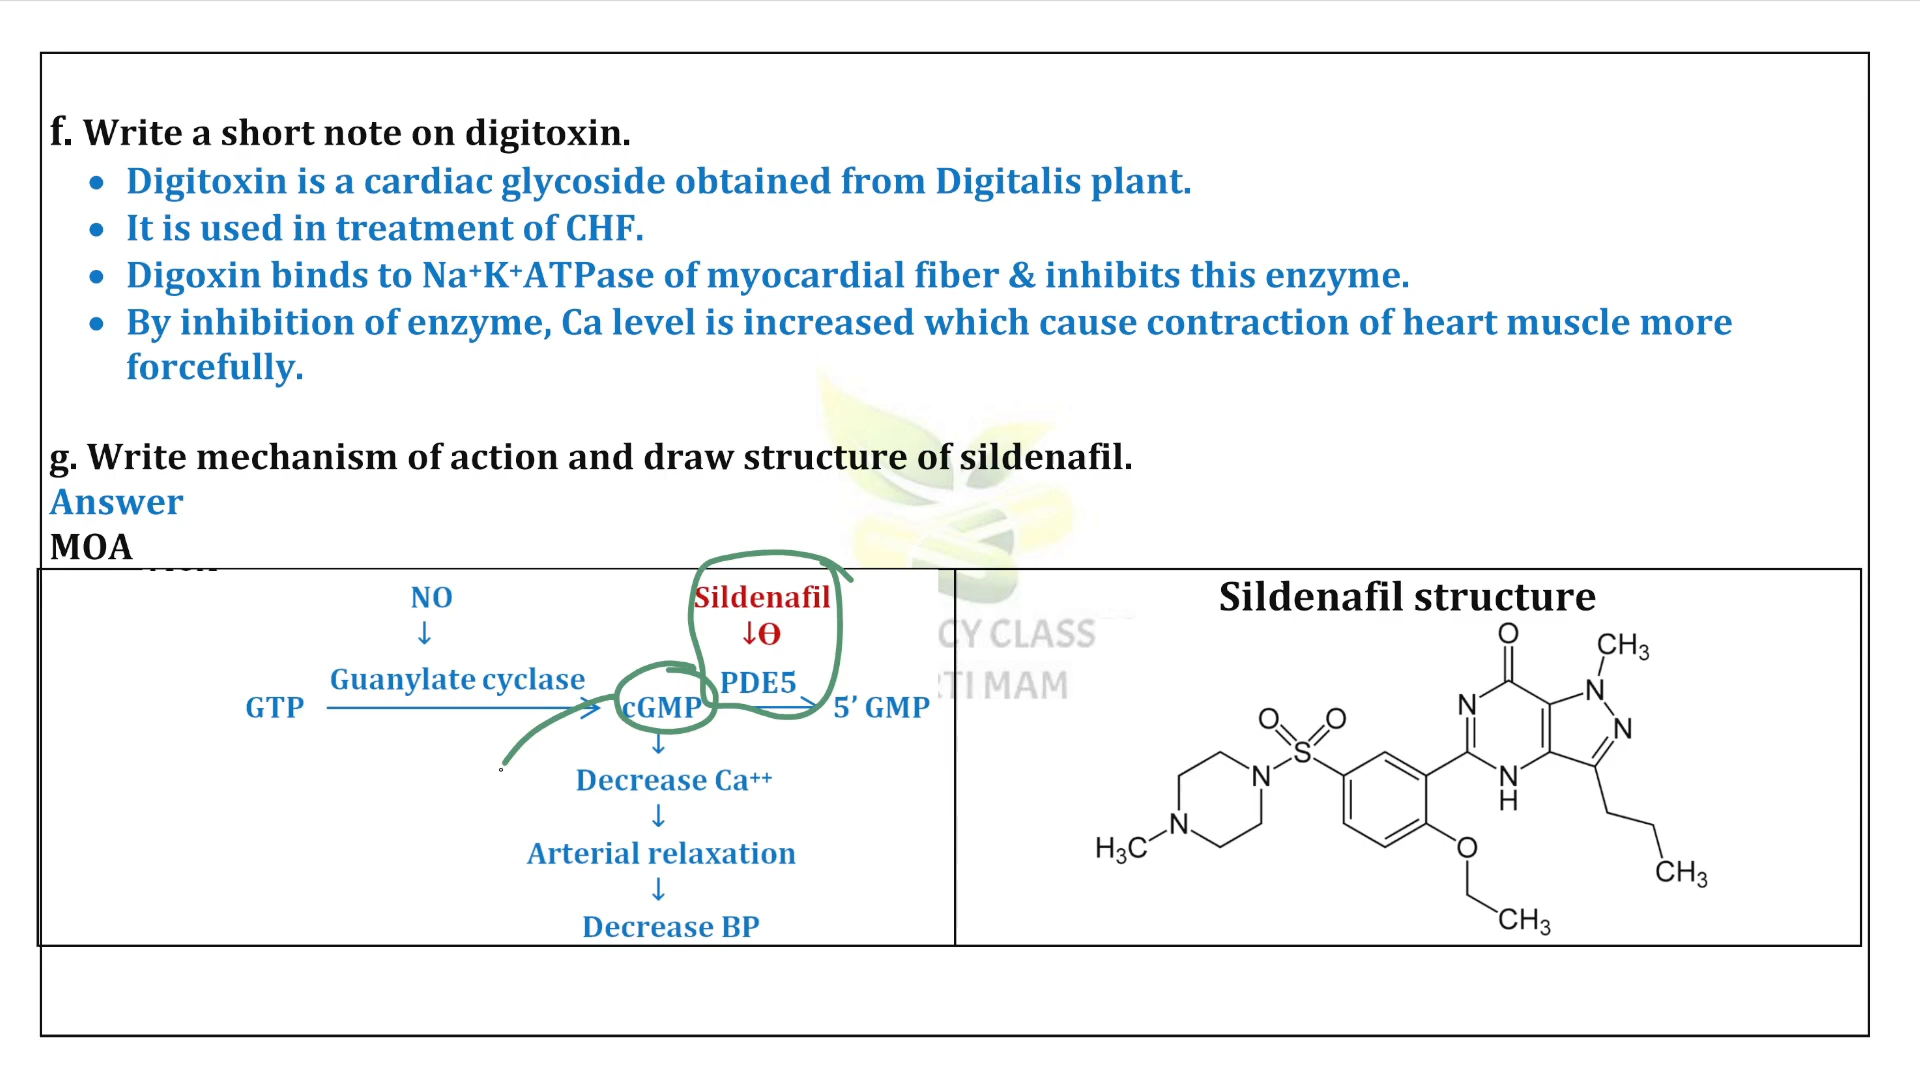 f. Write a short note on digitoxin.
• Digitoxin is a cardiac glycoside obtained from Digitalis plant.
• It is used in treatment of CHF.
• Digoxin binds to Na⁺K⁺ATPase of myocardial fiber & inhibits this enzyme.
• By inhibition of enzyme, Ca level is increased which cause contraction of heart muscle more
forcefully.
g. Write mechanism of action and draw structure of sildenafil.
Answer
MOA
NO
↓
Sildenafil
↓Ө
Guanylate cyclase
PDE5
GTP
cGMP
5’ GMP
↓
Decrease Ca⁺⁺
↓
Arterial relaxation
↓
Decrease BP
CY CLASS
TI MAM
Sildenafil structure
O
CH₃
N
N
N
O O
S
N
N
H
N
H₃C
O
CH₃
CH₃